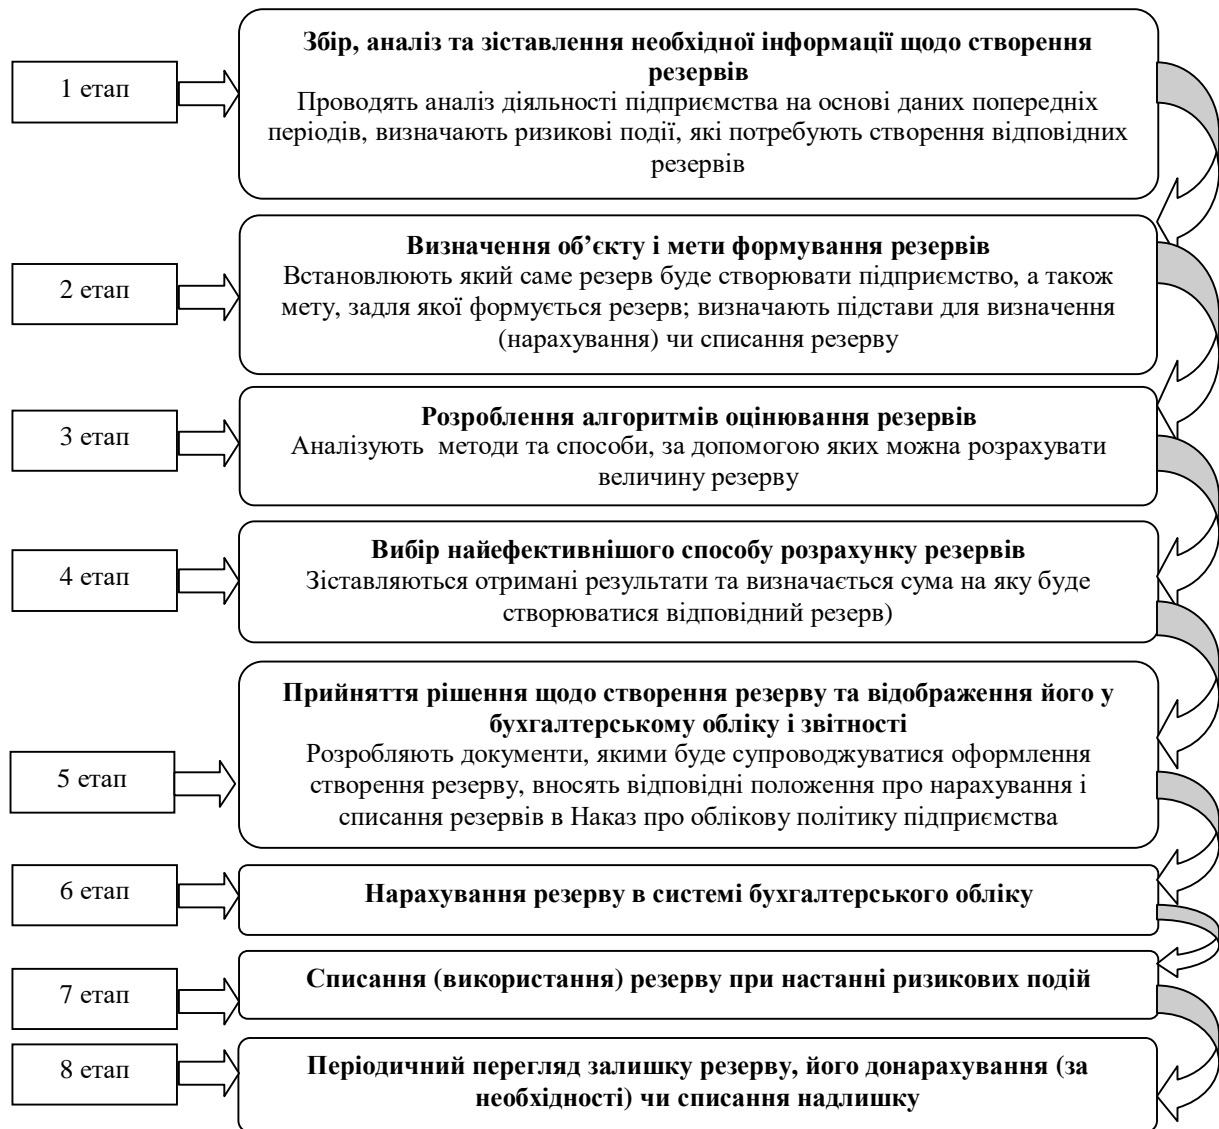 Збір, аналіз та зіставлення необхідної інформації щодо створення
резервів
1 етап
Проводять аналіз діяльності підприємства на основі даних попередніх
періодів, визначають ризикові події, які потребують створення відповідних
резервів
Визначення об’єкту і мети формування резервів
2 етап
Встановлюють який саме резерв буде створювати підприємство, а також
мету, задля якої формується резерв; визначають підстави для визначення
(нарахування) чи списання резерву
3 етап
Розроблення алгоритмів оцінювання резервів
Аналізують методи та способи, за допомогою яких можна розрахувати
величину резерву
4 етап
Вибір найефективнішого способу розрахунку резервів
Зіставляються отримані результати та визначається сума на яку буде
створюватися відповідний резерв)
Прийняття рішення щодо створення резерву та відображення його у
бухгалтерському обліку і звітності
5 етап
Розробляють документи, якими буде супроводжуватися оформлення
створення резерву, вносять відповідні положення про нарахування і
списання резервів в Наказ про облікову політику підприємства
6 етап
Нарахування резерву в системі бухгалтерського обліку
7 етап
Списання (використання) резерву при настанні ризикових подій
8 етап
Періодичний перегляд залишку резерву, його донарахування (за
необхідності) чи списання надлишку